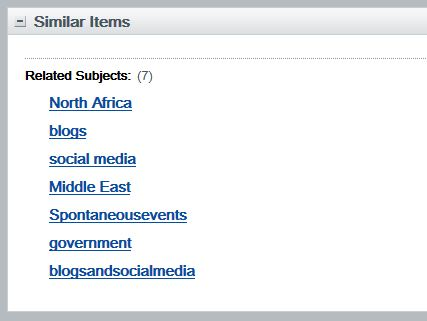 Similar Items
Related Subjects: (7)
North Africa
blogs
social media
Middle East
Spontaneousevents
government
blogsandsocialmedia